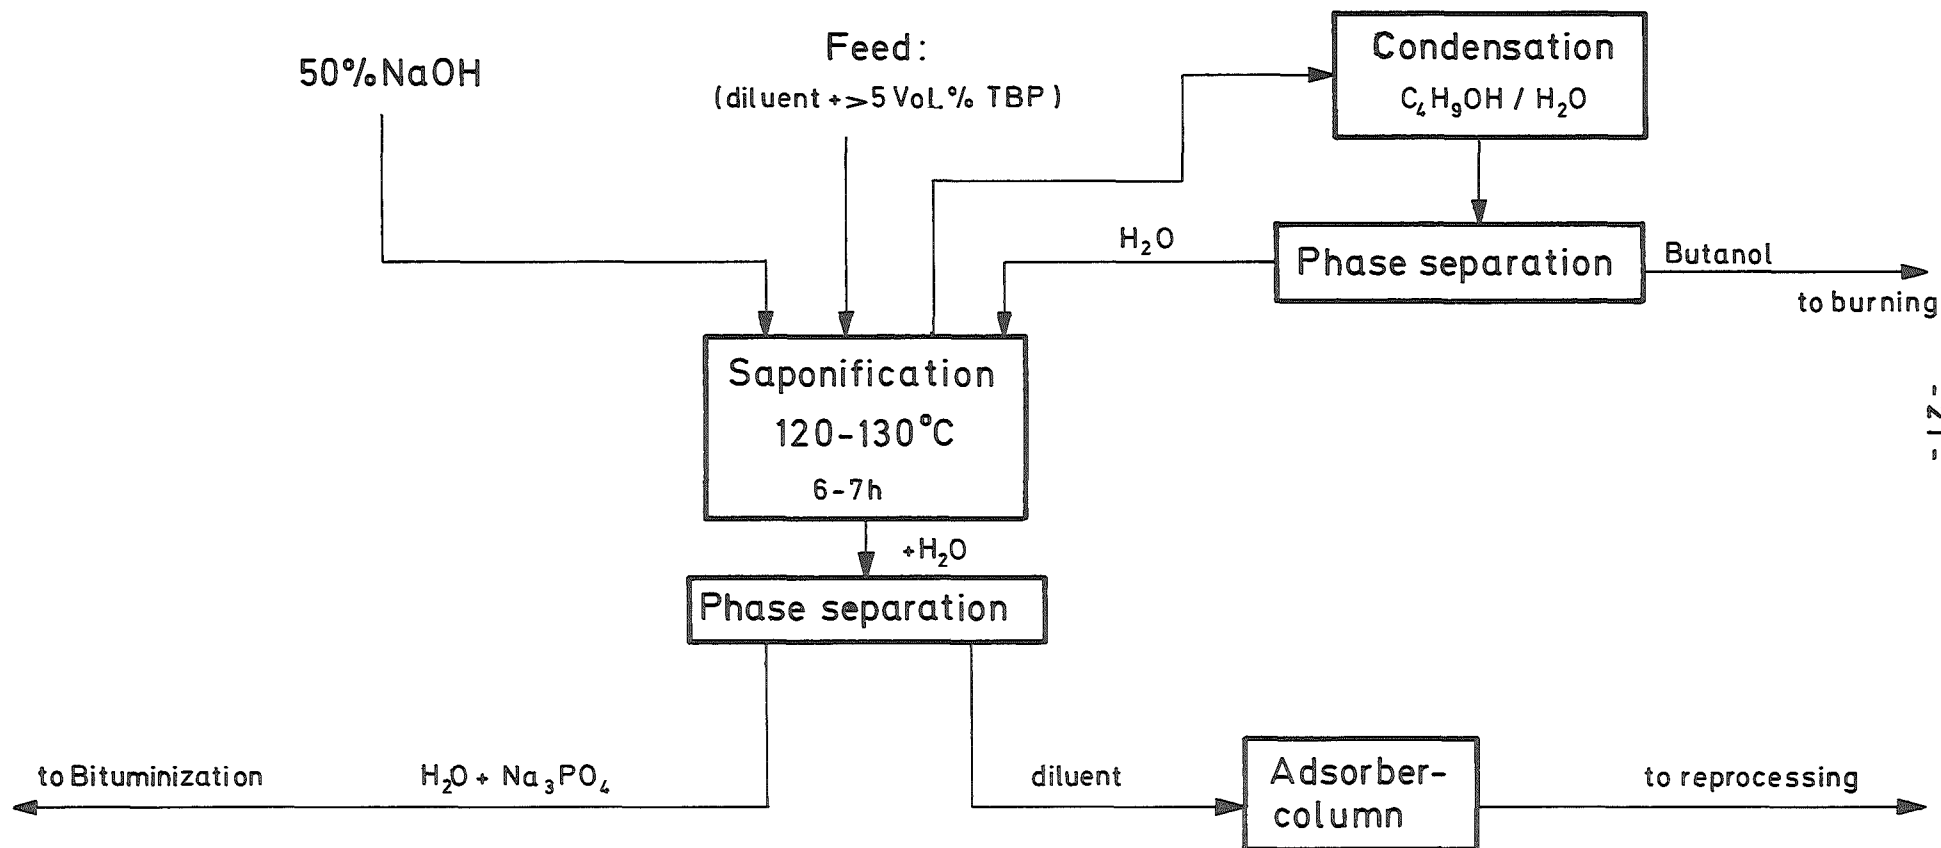 50%NaOH
Feed:
(diluent +>5 Vol.% TBP)
Condensation
C₄H₉OH / H₂O
H₂O
Phase separation
Butanol
to burning
Saponification
120-130°C
6-7h
+H₂O
Phase separation
to Bituminization
H₂O + Na₃PO₄
diluent
Adsorber-
column
to reprocessing